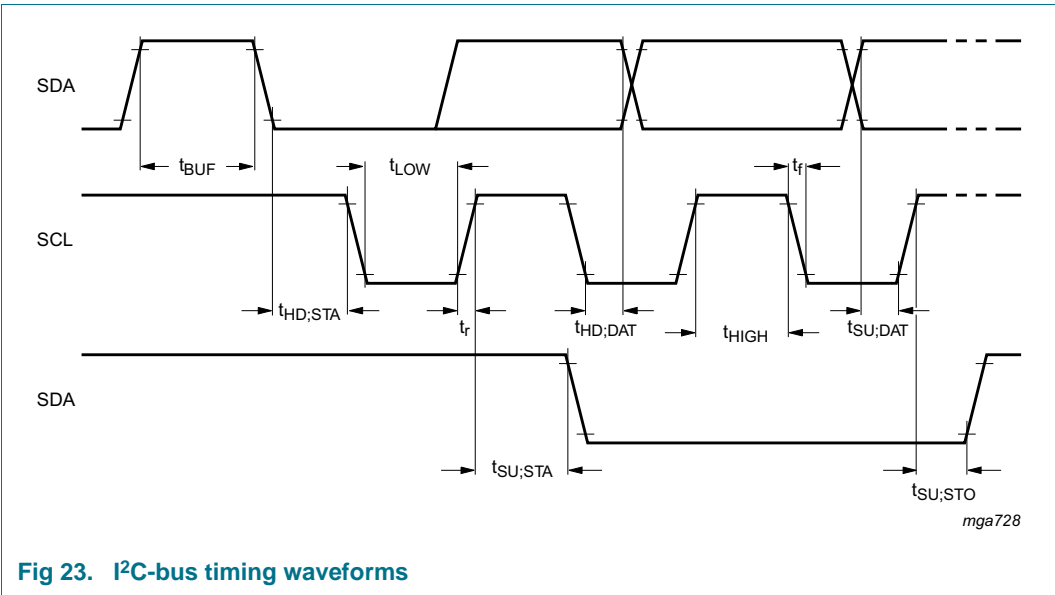 SDA
tBUF
tLOW
tf
SCL
tHD;STA
tr
tHD;DAT
tHIGH
tSU;DAT
SDA
tSU;STA
tSU;STO
mga728
Fig 23. I²C-bus timing waveforms